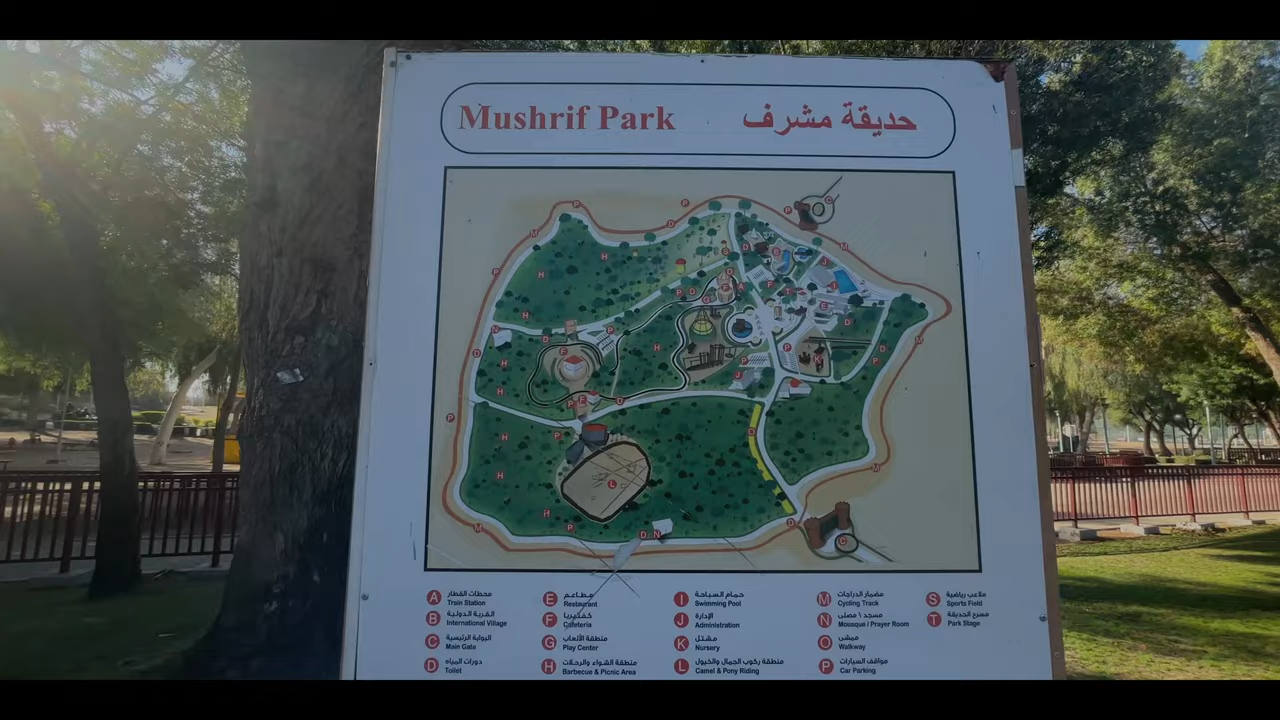 Mushrif Park حديقة مشرف
A محطات القطار
Train Station
B القرية الدولية
International Village
C البوابة الرئيسية
Main Gate
D دورات المياه
Toilet
E مطاعم
Restaurant
F كفتيريا
Cafeteria
G منطقة الألعاب
Play Center
H منطقة الشواء والرحلات
Barbecue & Picnic Area
I حمام السباحة
Swimming Pool
J الإدارة
Administration
K مشتل
Nursery
L منطقة ركوب الجمال والخيول
Camel & Pony Riding
M مضمار الدراجات
Cycling Track
N مسجد \ مصلى
Mousque / Prayer Room
O ممشى
Walkway
P مواقف السيارات
Car Parking
S ملاعب رياضية
Sports Field
T مسرح الحديقة
Park Stage